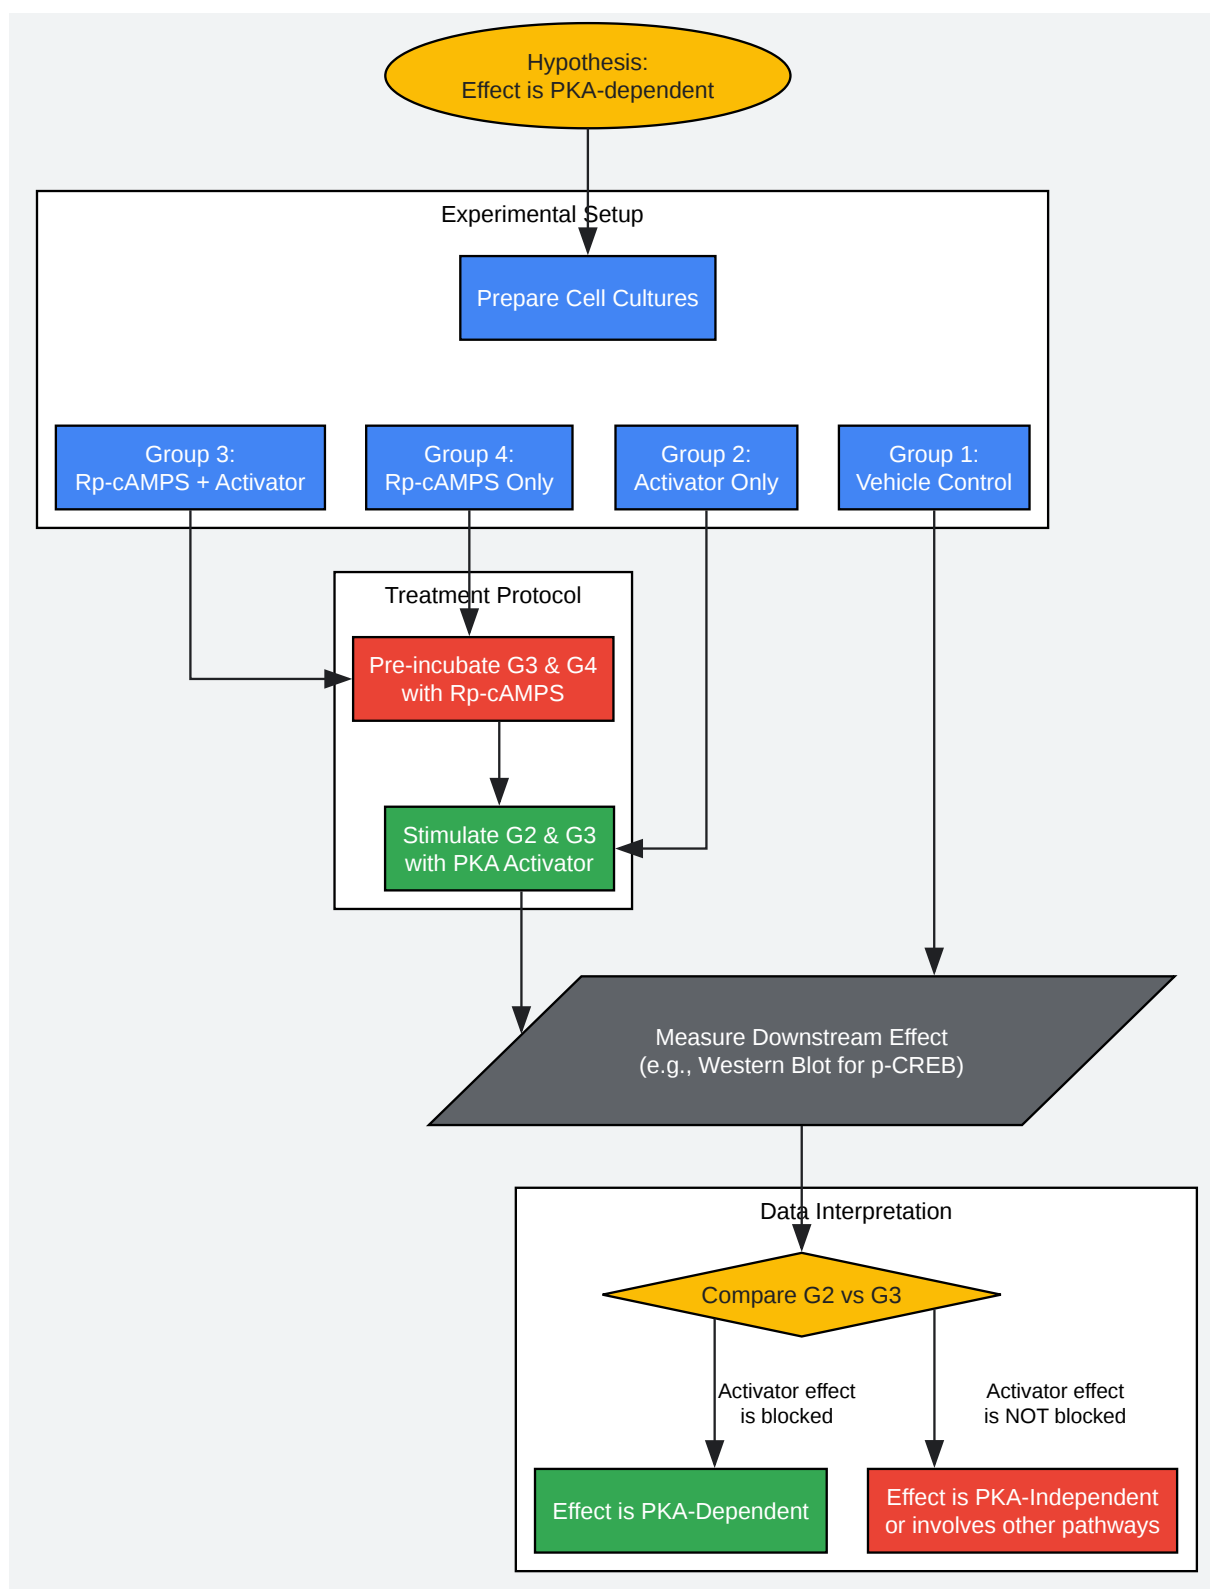 Hypothesis:
Effect is PKA-dependent
Experimental Setup
Prepare Cell Cultures
Group 3:
Rp-cAMPS + Activator
Group 4:
Rp-cAMPS Only
Group 2:
Activator Only
Group 1:
Vehicle Control
Treatment Protocol
Pre-incubate G3 & G4
with Rp-cAMPS
Stimulate G2 & G3
with PKA Activator
Measure Downstream Effect
(e.g., Western Blot for p-CREB)
Data Interpretation
Compare G2 vs G3
Activator effect
is blocked
Activator effect
is NOT blocked
Effect is PKA-Dependent
Effect is PKA-Independent
or involves other pathways